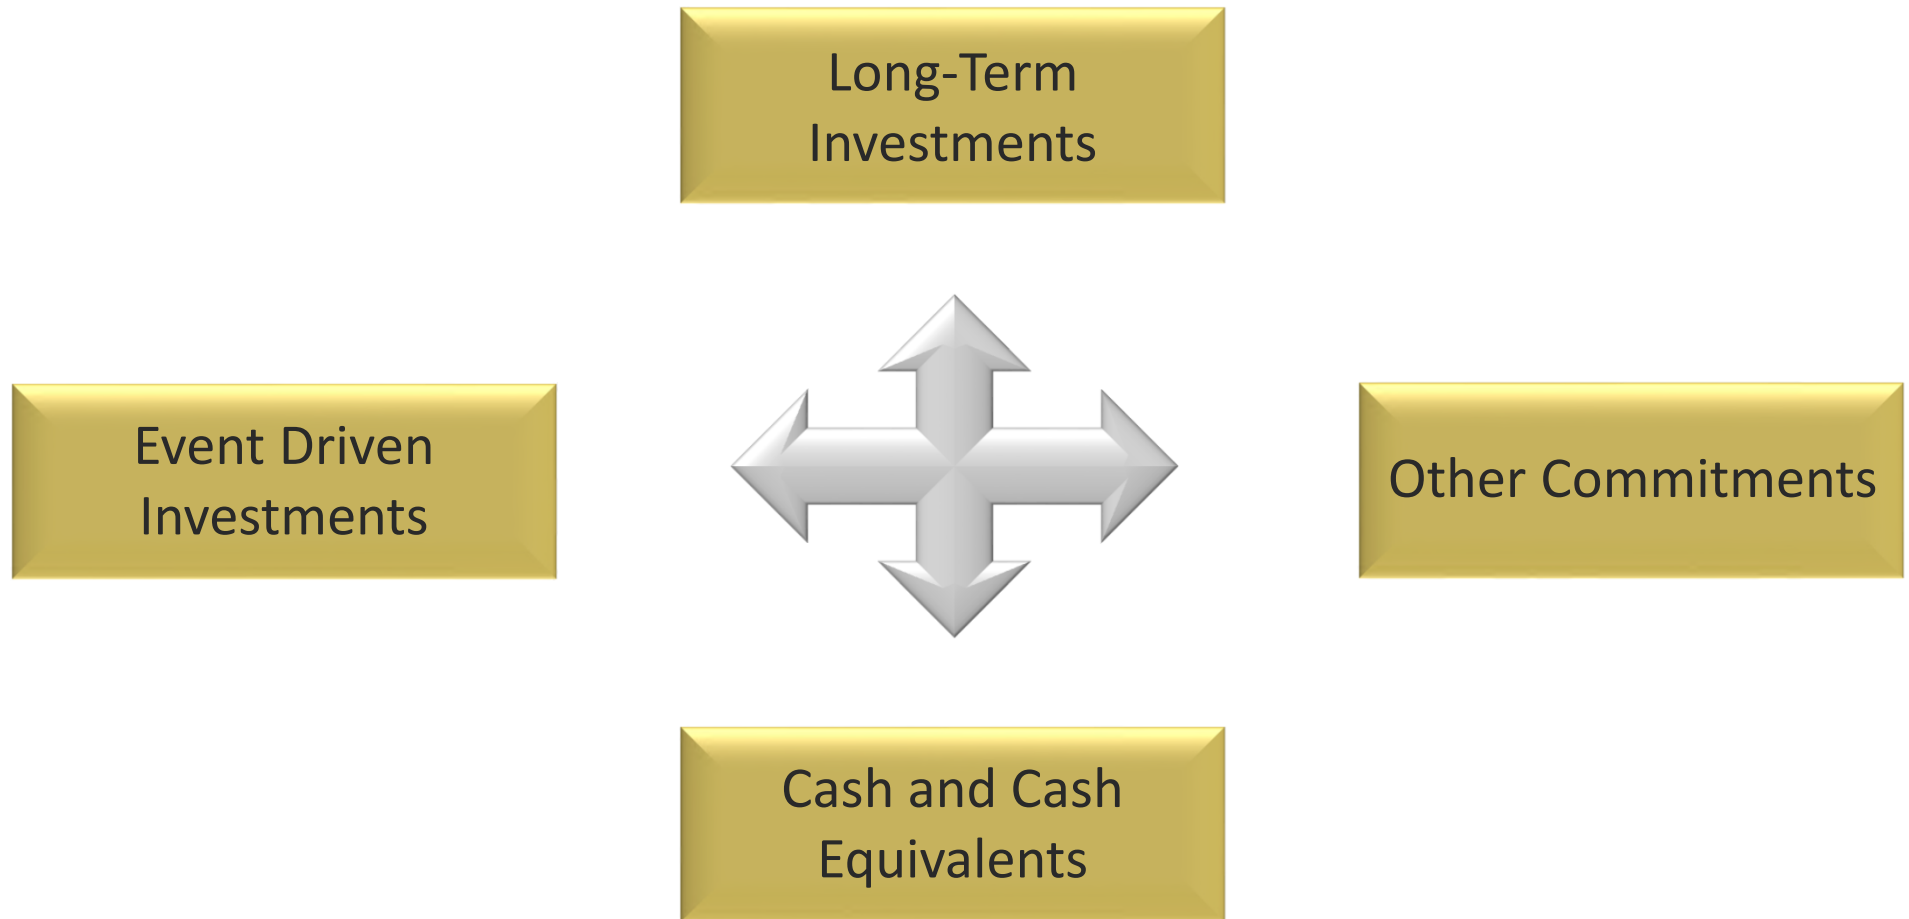 Long-Term
Investments
Event Driven
Investments
Other Commitments
Cash and Cash
Equivalents